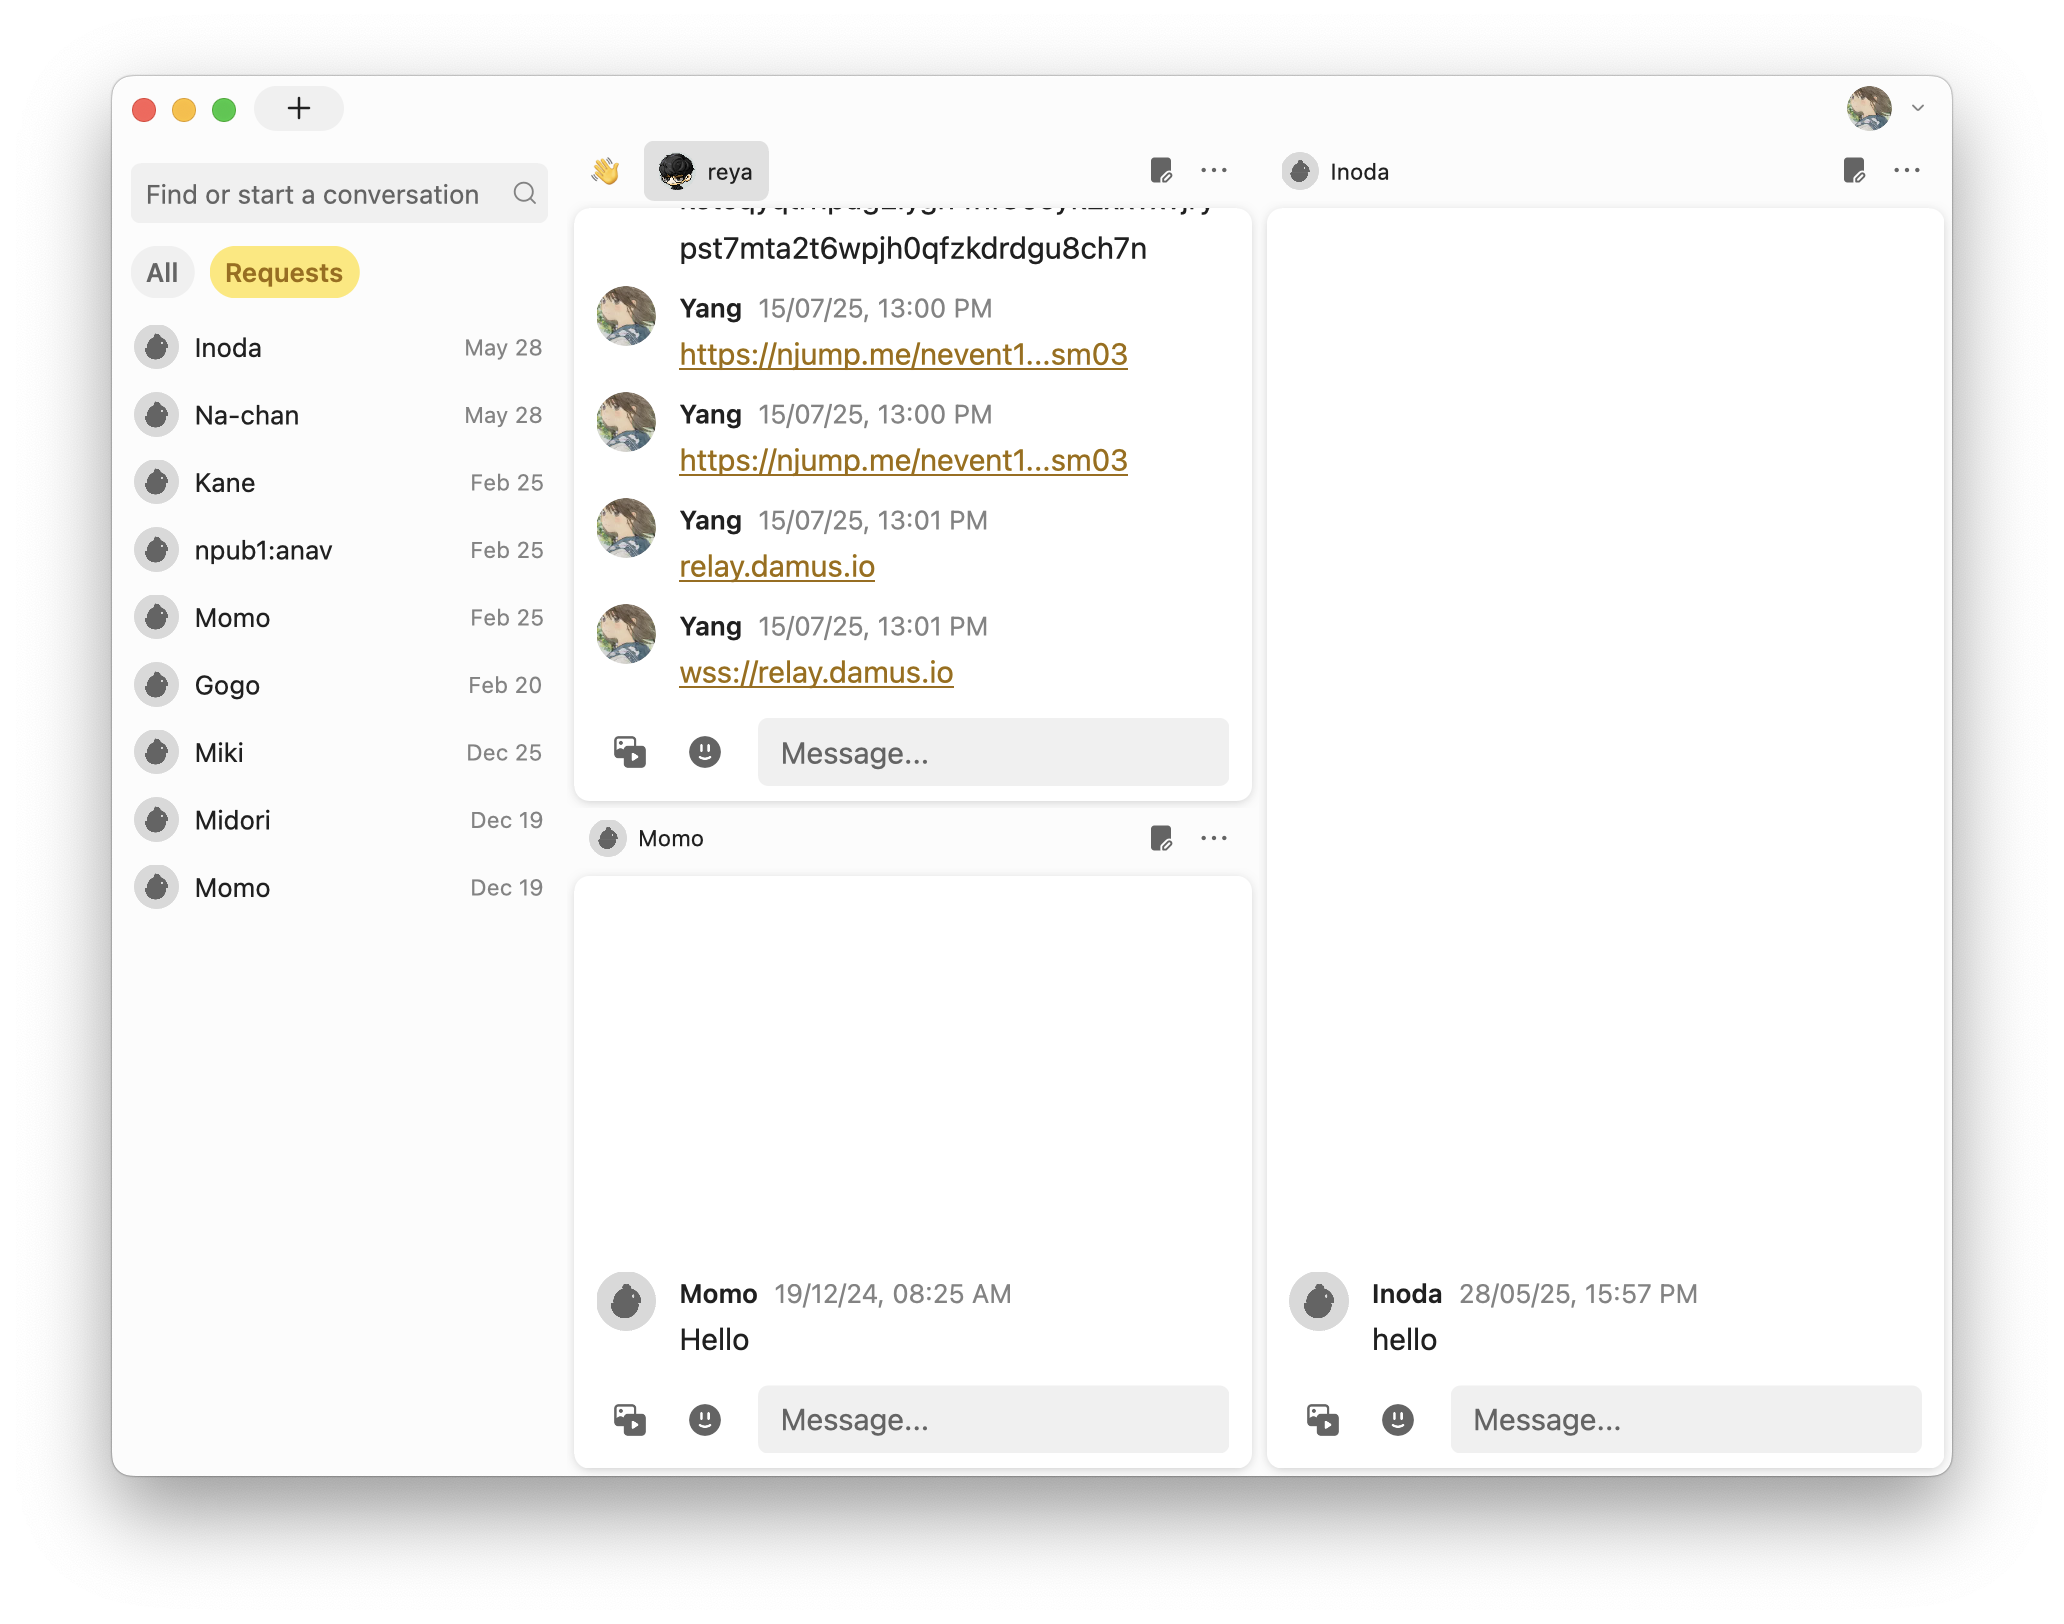 Find or start a conversation
All
Requests
Inoda
May 28
Na-chan
May 28
Kane
Feb 25
npub1:anav
Feb 25
Momo
Feb 25
Gogo
Feb 20
Miki
Dec 25
Midori
Dec 19
Momo
Dec 19
reya
pst7mta2t6wpjh0qfzkdrdgu8ch7n
Yang 15/07/25, 13:00 PM
https://njump.me/nevent1...sm03
Yang 15/07/25, 13:00 PM
https://njump.me/nevent1...sm03
Yang 15/07/25, 13:01 PM
relay.damus.io
Yang 15/07/25, 13:01 PM
wss://relay.damus.io
Message...
Momo
Momo 19/12/24, 08:25 AM
Hello
Message...
Inoda
Inoda 28/05/25, 15:57 PM
hello
Message...